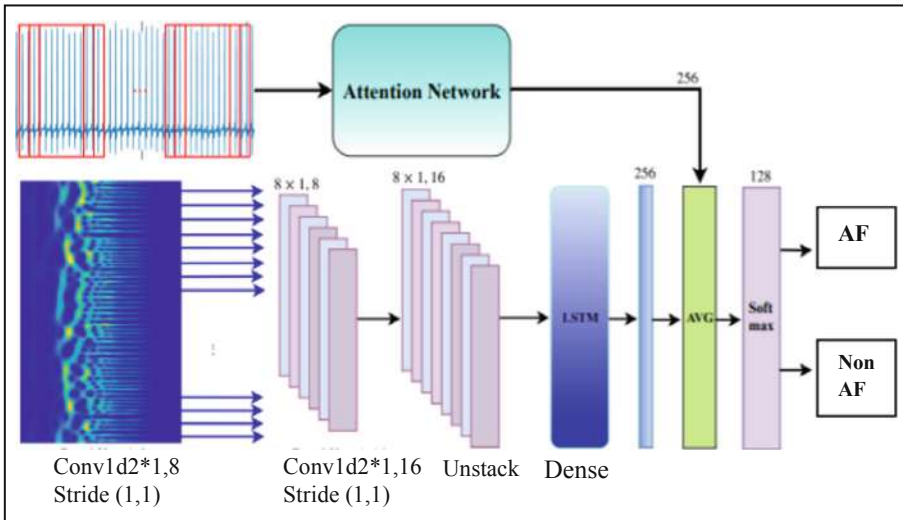 Attention Network
256
8 × 1, 8
8 × 1, 16
256
128
LSTM
AVG
Soft
max
AF
Non
AF
Conv1d2*1,8
Stride (1,1)
Conv1d2*1,16
Stride (1,1)
Unstack
Dense